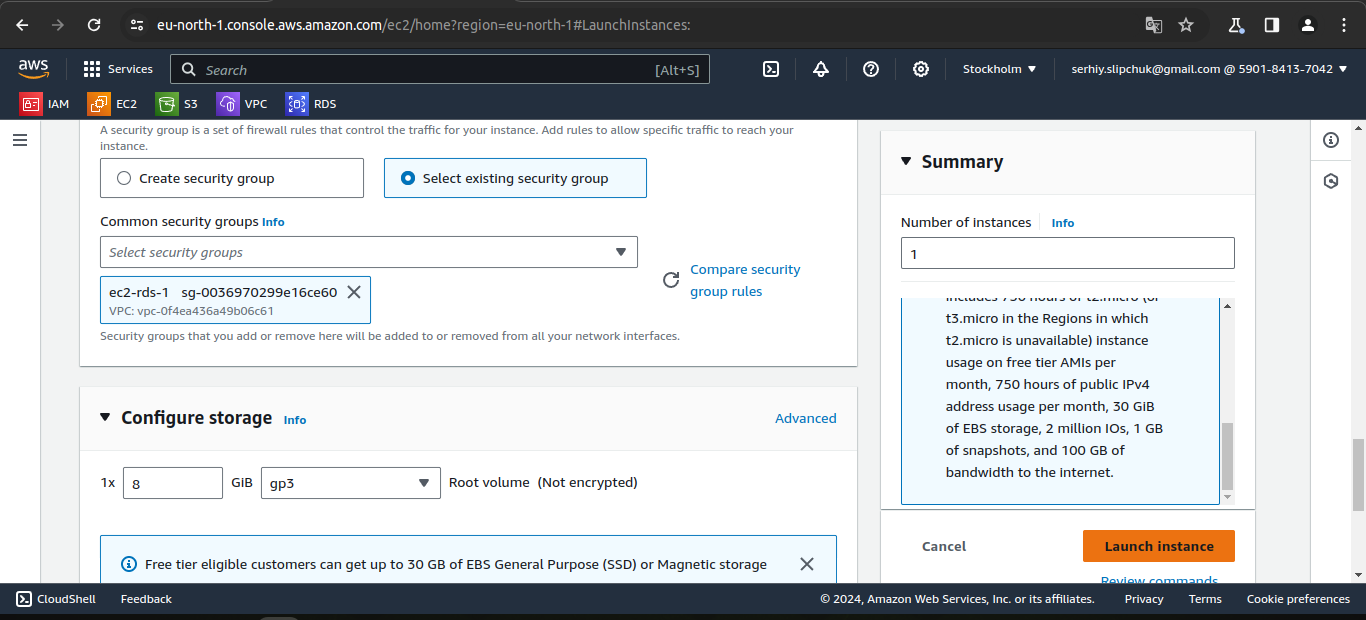 eu-north-1.console.aws.amazon.com/ec2/home?region=eu-north-1#LaunchInstances:
aws
Services
Search
[Alt+S]
Stockholm
serhiy.slipchuk@gmail.com @ 5901-8413-7042
IAM
EC2
S3
VPC
RDS
A security group is a set of firewall rules that control the traffic for your instance. Add rules to allow specific traffic to reach your
instance.
Create security group
Select existing security group
Common security groups Info
Select security groups
ec2-rds-1 sg-0036970299e16ce60
VPC: vpc-0f4ea436a49b06c61
Compare security
group rules
Security groups that you add or remove here will be added to or removed from all your network interfaces.
Configure storage Info
Advanced
1x
8
GiB
gp3
Root volume (Not encrypted)
Free tier eligible customers can get up to 30 GB of EBS General Purpose (SSD) or Magnetic storage
Summary
Number of instances Info
1
includes 750 hours of t2.micro (or
t3.micro in the Regions in which
t2.micro is unavailable) instance
usage on free tier AMIs per
month, 750 hours of public IPv4
address usage per month, 30 GiB
of EBS storage, 2 million IOs, 1 GB
of snapshots, and 100 GB of
bandwidth to the internet.
Cancel
Launch instance
Review commands
CloudShell
Feedback
© 2024, Amazon Web Services, Inc. or its affiliates.
Privacy
Terms
Cookie preferences